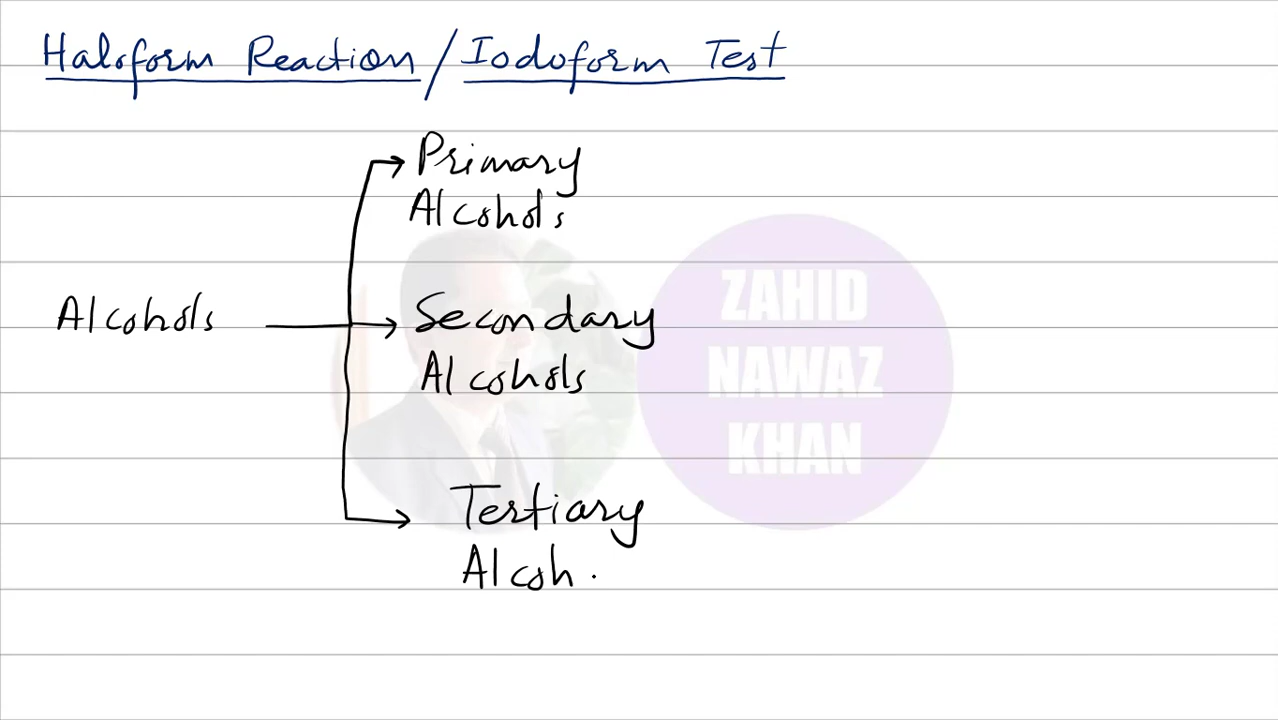 Haloform Reaction/Iodoform Test
Primary
Alcohols
Alcohols
Secondary
Alcohols
Tertiary
Alcoh.
ZAHID
NAWAZ
KHAN